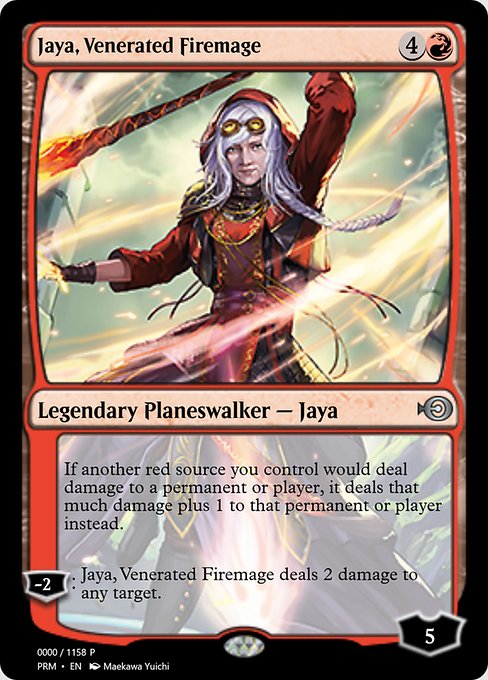 Jaya, Venerated Firemage 4
Legendary Planeswalker — Jaya
If another red source you control would deal
damage to a permanent or player, it deals that
much damage plus 1 to that permanent or player
instead.
-2 : Jaya, Venerated Firemage deals 2 damage to
any target.
5
0000 / 1158 P
PRM • EN Maekawa Yuichi